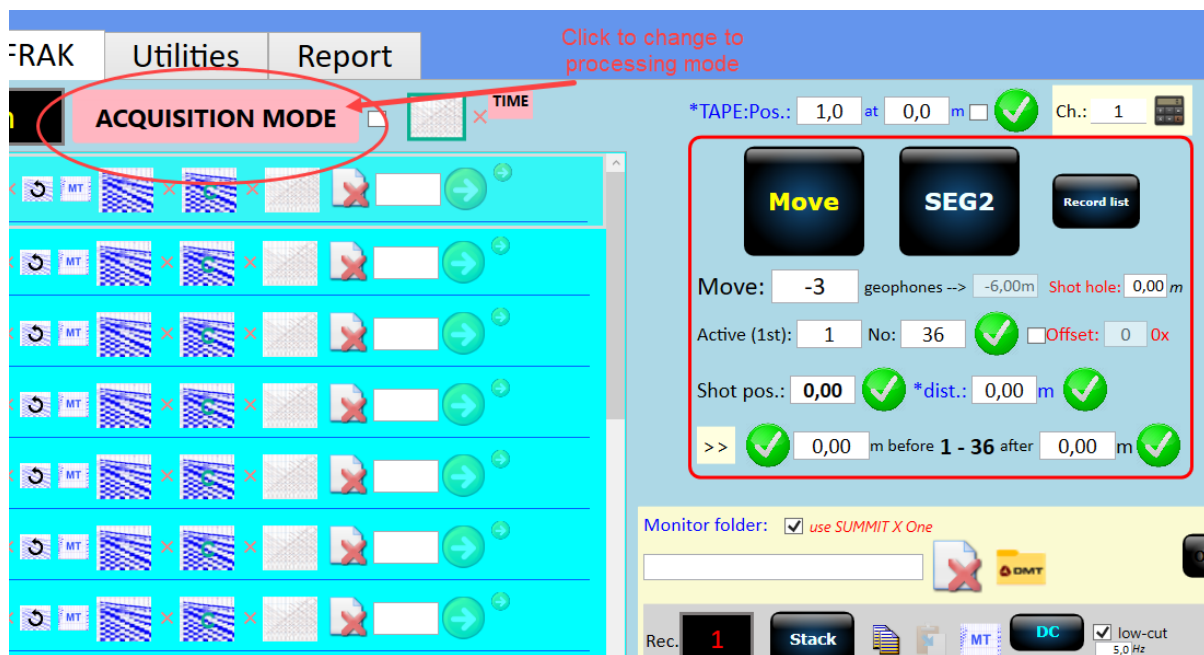 FRAK Utilities Report
Click to change to
processing mode
ACQUISITION MODE
TIME
*TAPE:Pos.: 1,0 at 0,0 m
Ch.: 1
Move SEG2 Record list
Move: -3 geophones --> -6,00m Shot hole: 0,00 m
Active (1st): 1 No: 36 Offset: 0 0x
Shot pos.: 0,00 *dist.: 0,00 m
>> 0,00 m before 1 - 36 after 0,00 m
MT C
MT C
MT C
MT C
MT C
MT C
MT C
Monitor folder: use SUMMIT X One
DMT
Rec. 1 Stack MT DC low-cut
5,0 Hz